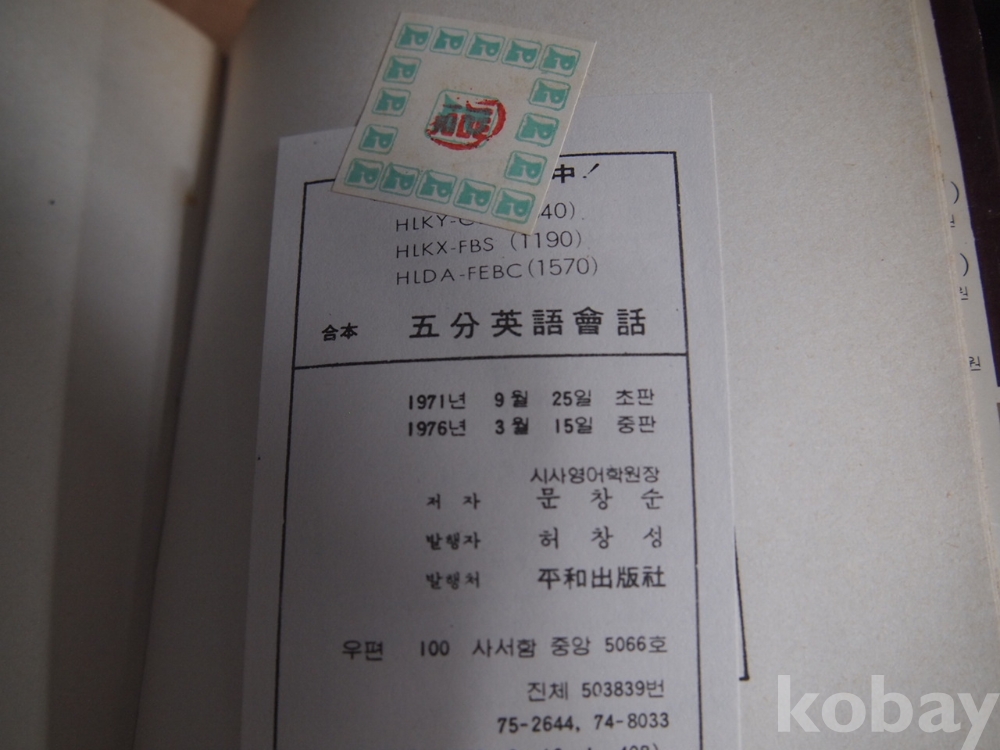 中!
HLKY-C 40)
HLKX-FBS (1190)
HLDA-FEBC (1570)
合本 五分英語會話
1971년 9월 25일 초판
1976년 3월 15일 중판
시사영어학원장
저자 문창순
발행자 허창성
발행처 平和出版社
우편 100 사서함 중앙 5066호
진체 503839번
75-2644, 74-8033
원
원
원
kobay